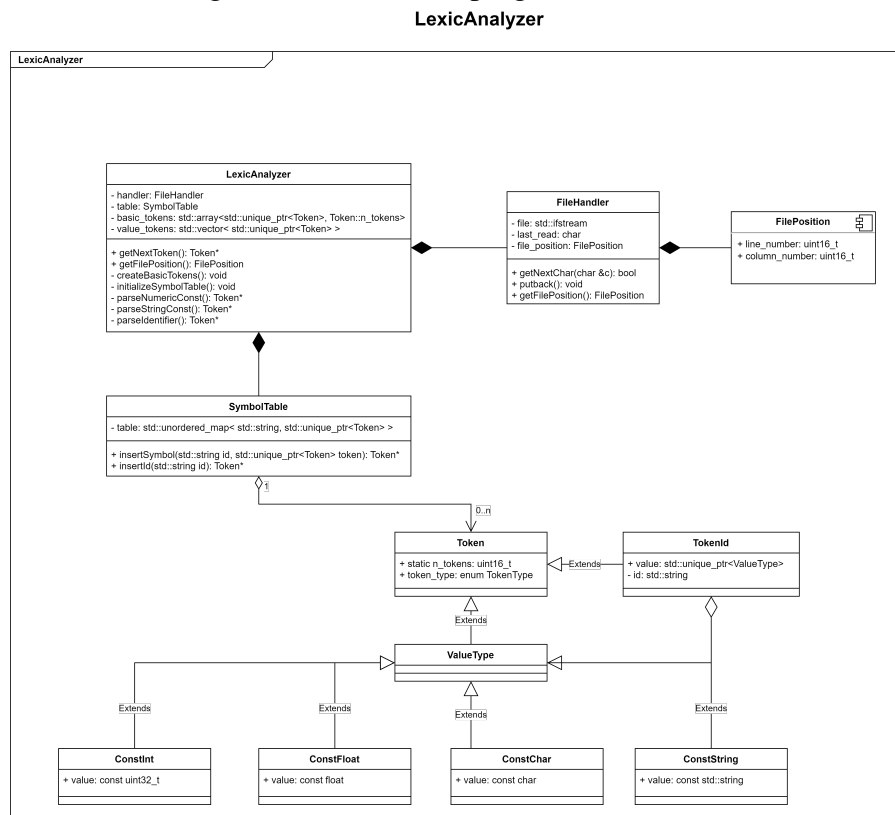 LexicAnalyzer
LexicAnalyzer
LexicAnalyzer
- handler: FileHandler
- table: SymbolTable
- basic_tokens: std::array<std::unique_ptr<Token>, Token::n_tokens>
- value_tokens: std::vector< std::unique_ptr<Token> >
+ getNextToken(): Token*
+ getFilePosition(): FilePosition
- createBasicTokens(): void
- initializeSymbolTable(): void
- parseNumericConst(): Token*
- parseStringConst(): Token*
- parseIdentifier(): Token*
FileHandler
- file: std::ifstream
- last_read: char
- file_position: FilePosition
+ getNextChar(char &c): bool
+ putback(): void
+ getFilePosition(): FilePosition
FilePosition
+ line_number: uint16_t
+ column_number: uint16_t
SymbolTable
- table: std::unordered_map< std::string, std::unique_ptr<Token> >
+ insertSymbol(std::string id, std::unique_ptr<Token> token): Token*
+ insertId(std::string id): Token*
1
0..n
Token
+ static n_tokens: uint16_t
+ token_type: enum TokenType
Extends
TokenId
+ value: std::unique_ptr<ValueType>
- id: std::string
Extends
ValueType
Extends
Extends
Extends
Extends
ConstInt
+ value: const uint32_t
ConstFloat
+ value: const float
ConstChar
+ value: const char
ConstString
+ value: const std::string